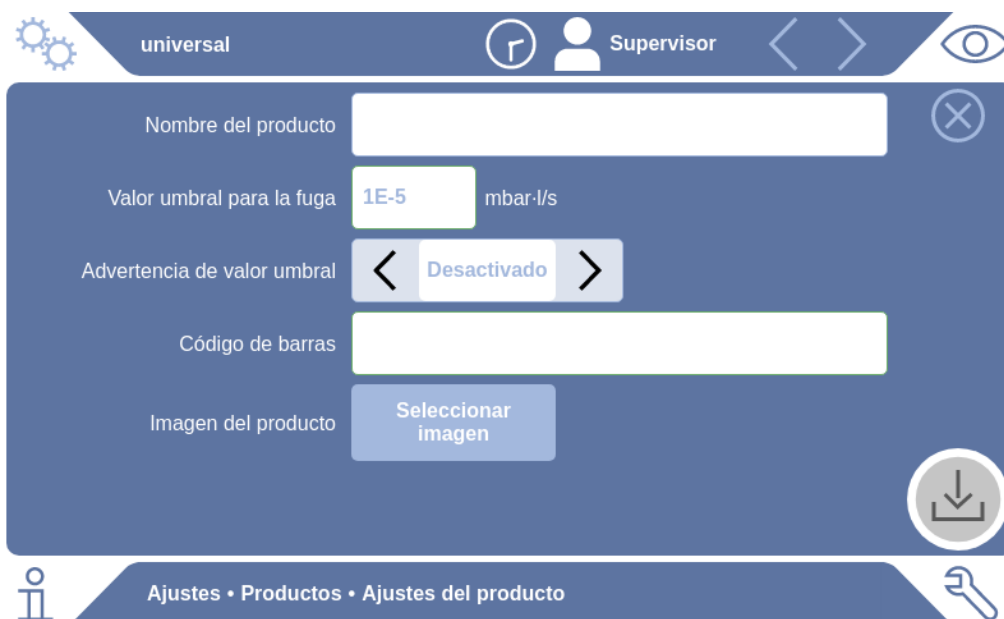 universal
Supervisor
Nombre del producto
Valor umbral para la fuga 1E-5 mbar·l/s
Advertencia de valor umbral Desactivado
Código de barras
Imagen del producto Seleccionar
imagen
Ajustes • Productos • Ajustes del producto